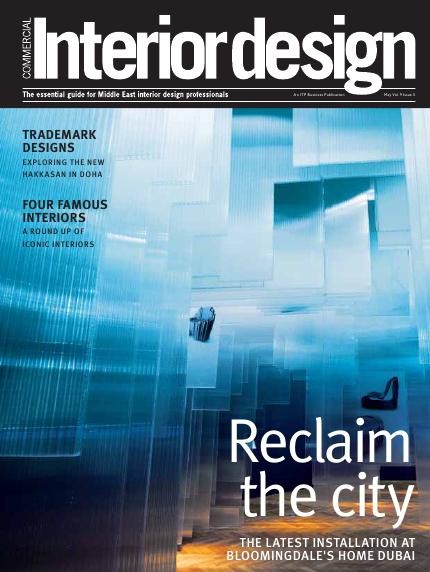 COMMERCIAL
Interior design
The essential guide for Middle East interior design professionals
An ITP Business Publication
May Vol 9 Issue 5
TRADEMARK
DESIGNS
EXPLORING THE NEW
HAKKASAN IN DOHA
FOUR FAMOUS
INTERIORS
A ROUND UP OF
ICONIC INTERIORS
Reclaim
the city
THE LATEST INSTALLATION AT
BLOOMINGDALE'S HOME DUBAI